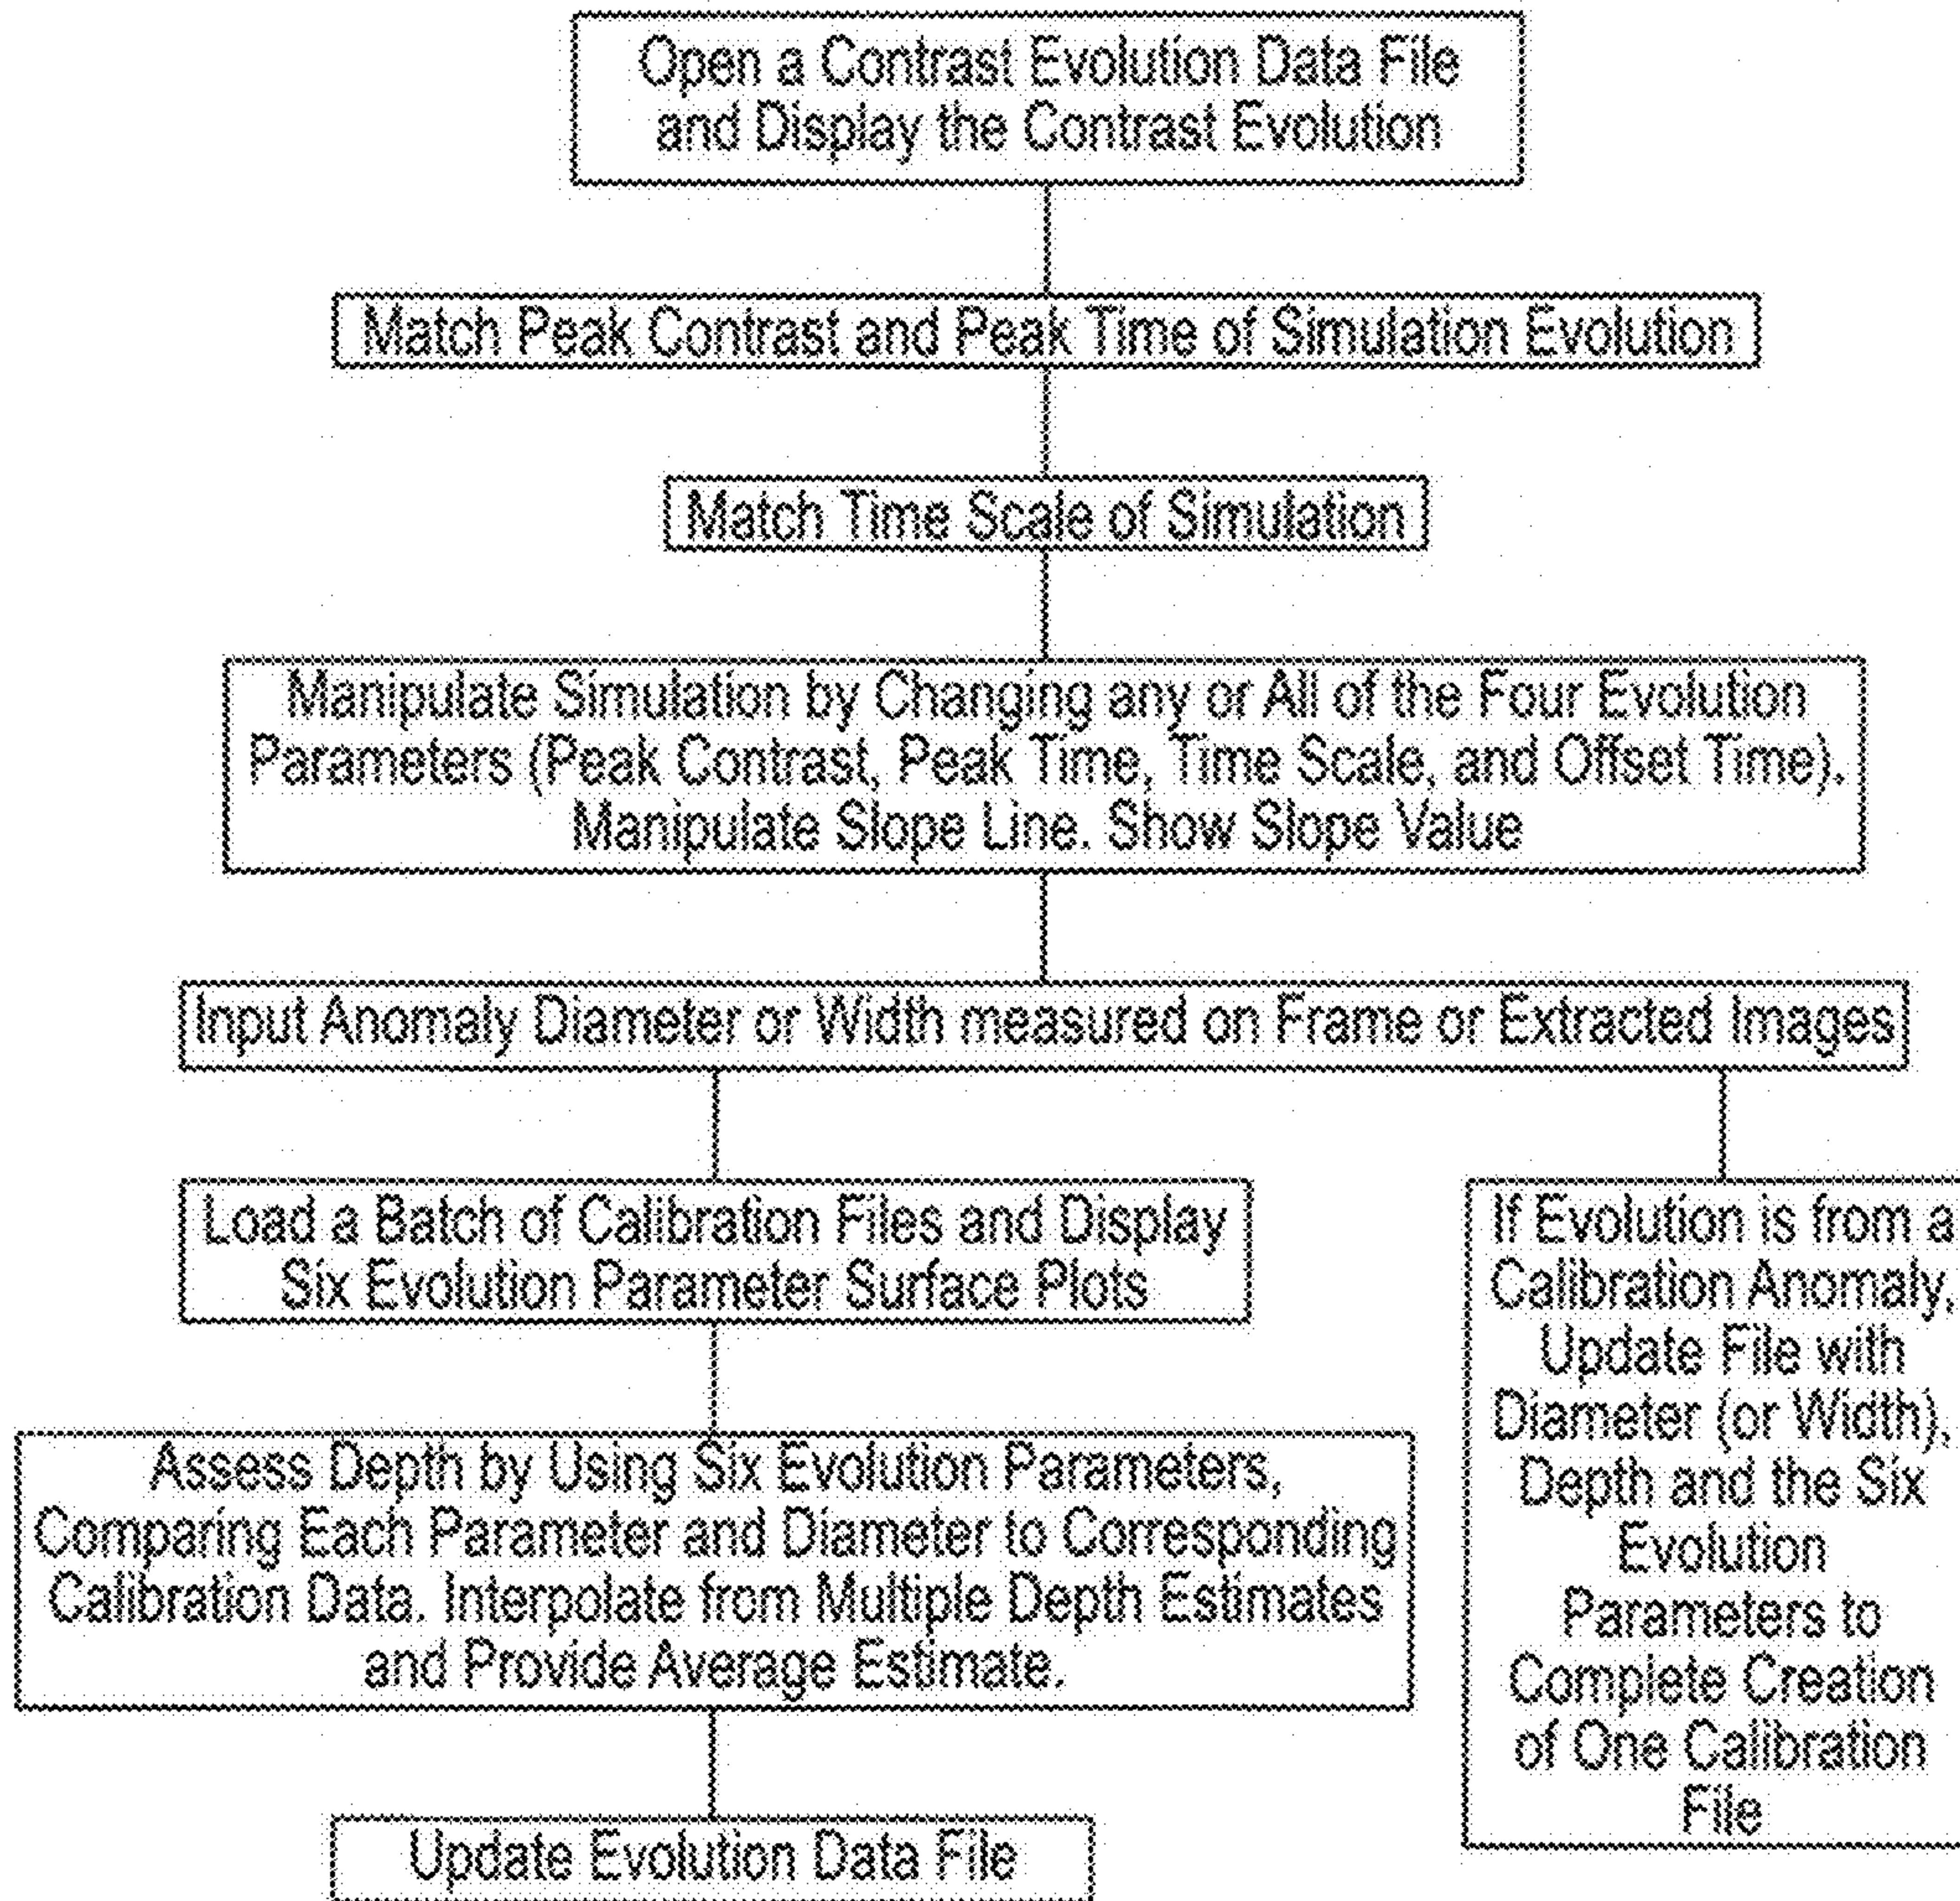 Open a Contrast Evolution Data File
and Display the Contrast Evolution
Match Peak Contrast and Peak Time of Simulation Evolution
Match Time Scale of Simulation
Manipulate Simulation by Changing any or All of the Four Evolution
Parameters (Peak Contrast, Peak Time, Time Scale, and Offset Time).
Manipulate Slope Line. Show Slope Value
Input Anomaly Diameter or Width measured on Frame or Extracted Images
Load a Batch of Calibration Files and Display
Six Evolution Parameter Surface Plots
Assess Depth by Using Six Evolution Parameters,
Comparing Each Parameter and Diameter to Corresponding
Calibration Data. Interpolate from Multiple Depth Estimates
and Provide Average Estimate.
Update Evolution Data File
If Evolution is from a
Calibration Anomaly,
Update File with
Diameter (or Width),
Depth and the Six
Evolution
Parameters to
Complete Creation
of One Calibration
File